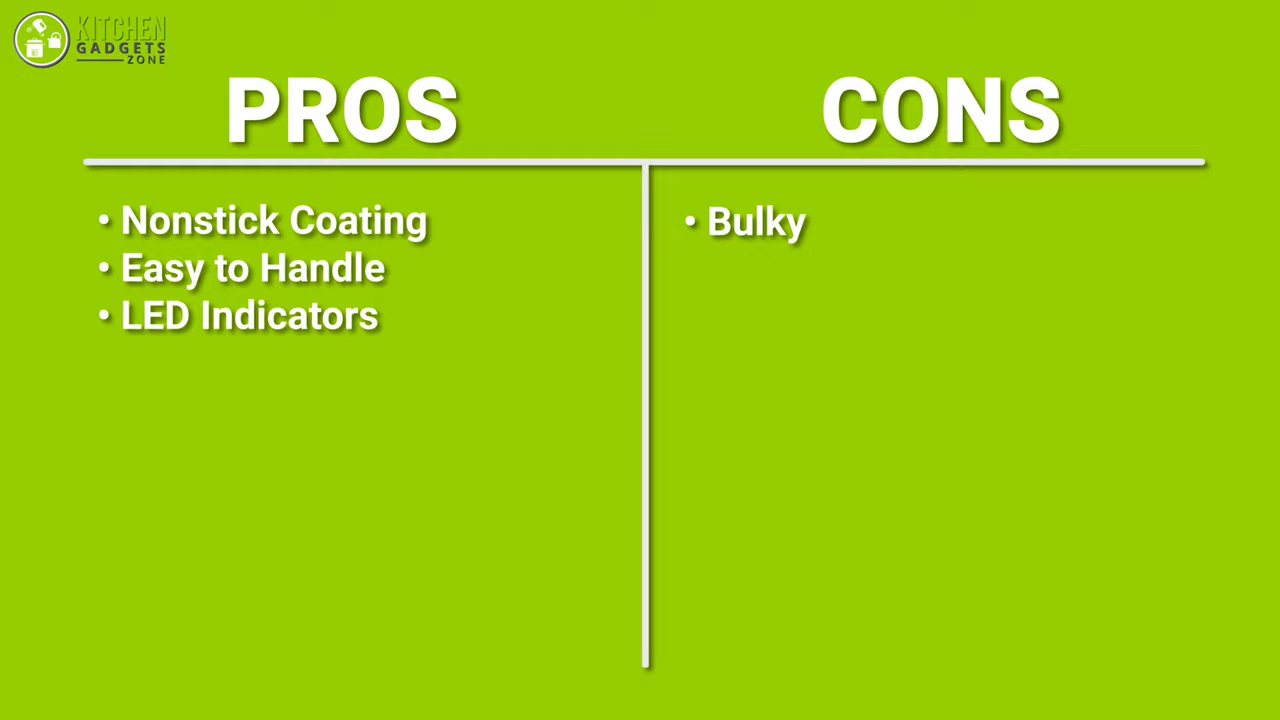 KITCHEN
GADGETS
ZONE
PROS
CONS
• Nonstick Coating
• Easy to Handle
• LED Indicators
• Bulky